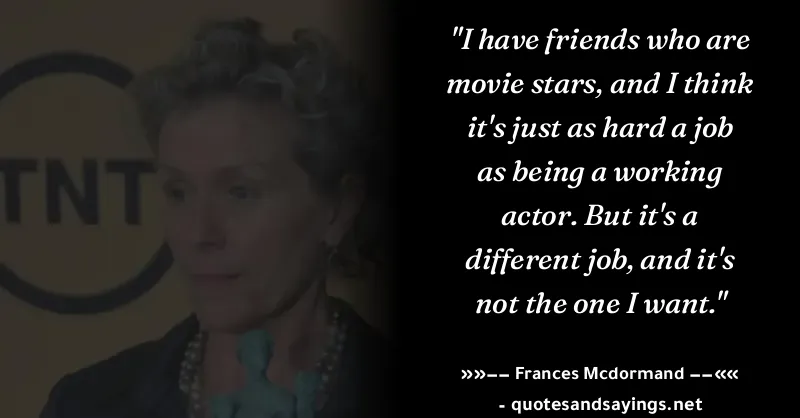 TNT
"I have friends who are
movie stars, and I think
it's just as hard a job
as being a working
actor. But it's a
different job, and it's
not the one I want."
»»—— Frances Mcdormand ——««
- quotesandsayings.net